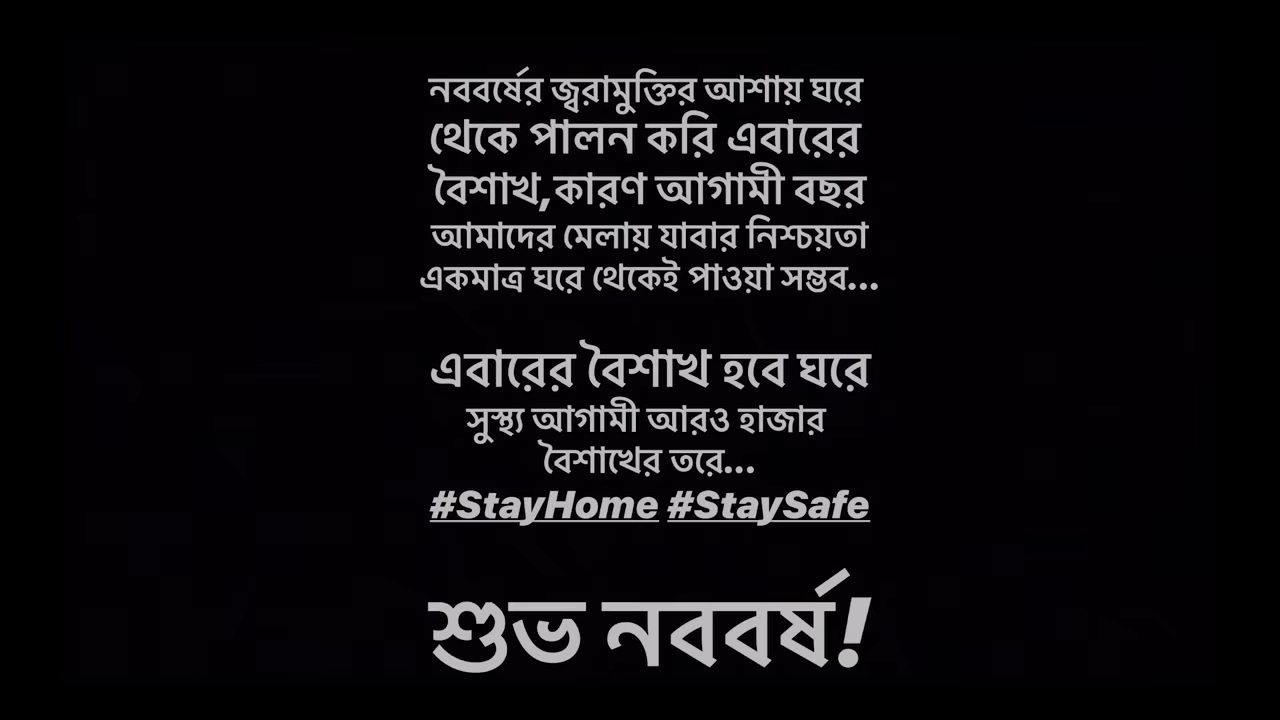 নববর্ষের জ্বরামুক্তির আশায় ঘরে
থেকে পালন করি এবারের
বৈশাখ,কারণ আগামী বছর
আমাদের মেলায় যাবার নিশ্চয়তা
একমাত্র ঘরে থেকেই পাওয়া সম্ভব...
এবারের বৈশাখ হবে ঘরে
সুস্থ্য আগামী আরও হাজার
বৈশাখের তরে...
#StayHome #StaySafe
শুভ নববর্ষ!